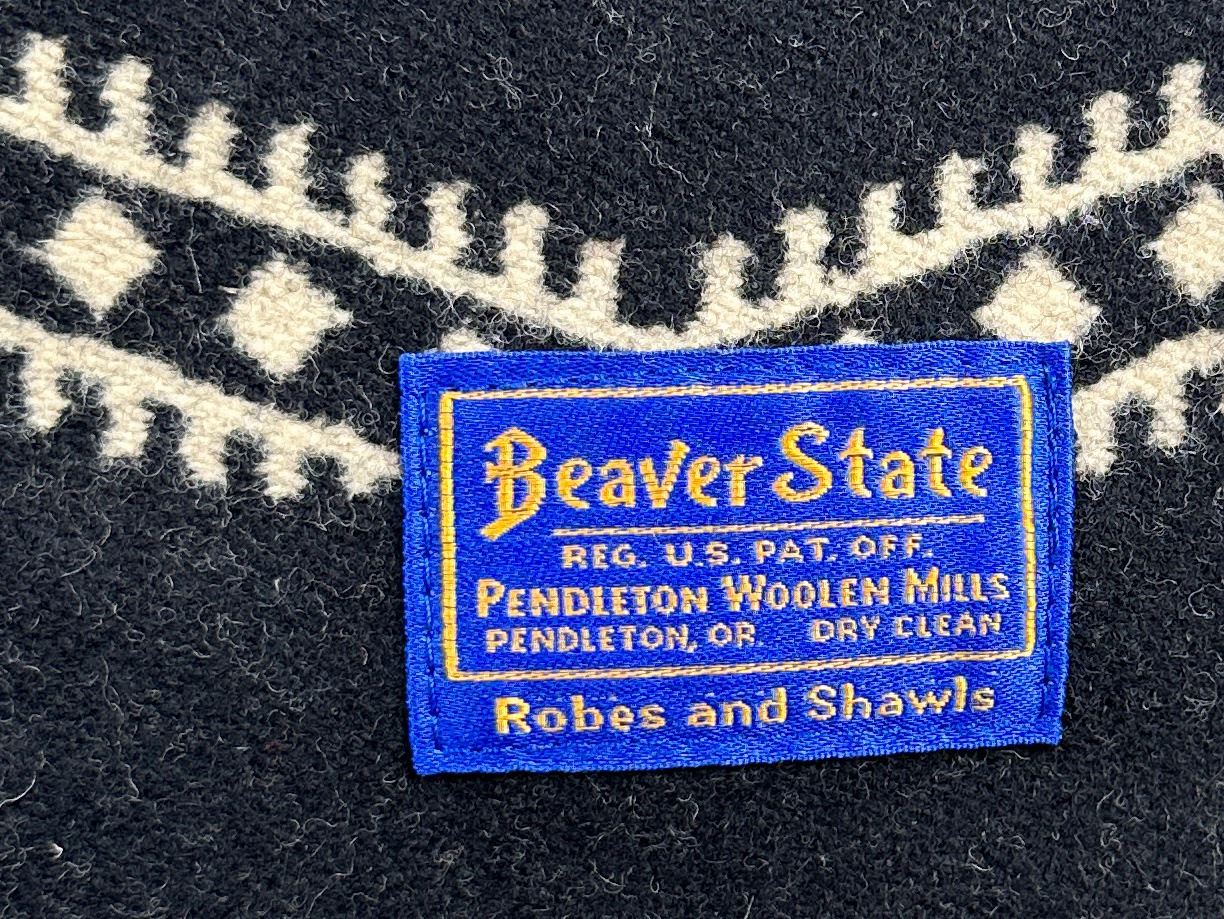 Beaver State
REG. U.S. PAT. OFF.
PENDLETON WOOLEN MILLS
PENDLETON, OR. DRY CLEAN
Robes and Shawls